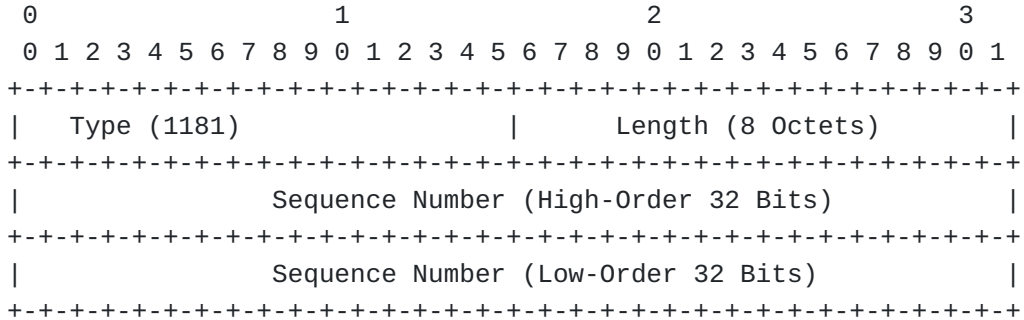 0                   1                   2                   3
 0 1 2 3 4 5 6 7 8 9 0 1 2 3 4 5 6 7 8 9 0 1 2 3 4 5 6 7 8 9 0 1
+-+-+-+-+-+-+-+-+-+-+-+-+-+-+-+-+-+-+-+-+-+-+-+-+-+-+-+-+-+-+-+-+
|   Type (1181)                 |      Length (8 Octets)        |
+-+-+-+-+-+-+-+-+-+-+-+-+-+-+-+-+-+-+-+-+-+-+-+-+-+-+-+-+-+-+-+-+
|                Sequence Number (High-Order 32 Bits)           |
+-+-+-+-+-+-+-+-+-+-+-+-+-+-+-+-+-+-+-+-+-+-+-+-+-+-+-+-+-+-+-+-+
|                Sequence Number (Low-Order 32 Bits)            |
+-+-+-+-+-+-+-+-+-+-+-+-+-+-+-+-+-+-+-+-+-+-+-+-+-+-+-+-+-+-+-+-+